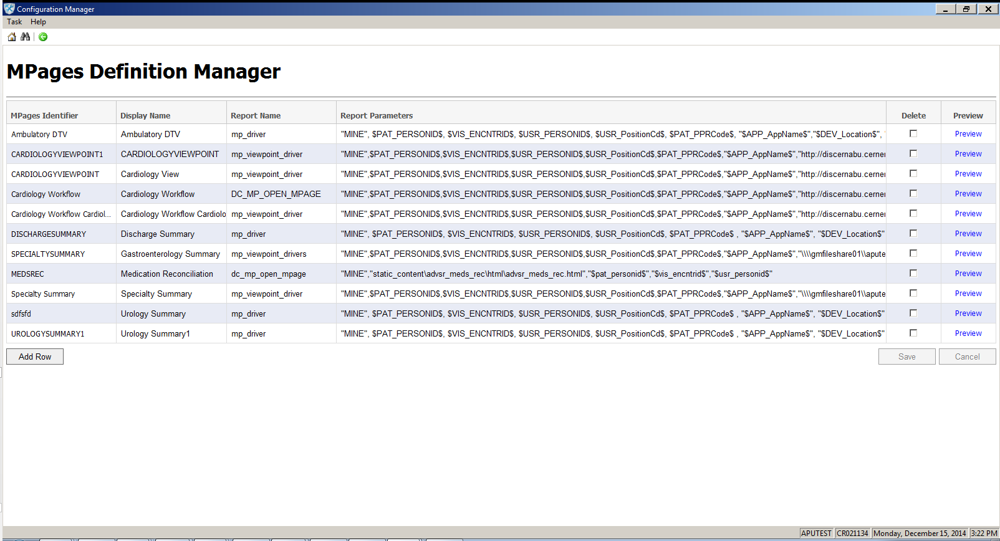 Configuration Manager
Task Help
MPages Definition Manager
MPages Identifier Display Name Report Name Report Parameters Delete Preview
Ambulatory DTV Ambulatory DTV mp_driver "MINE", $PAT_PERSONID$, $VIS_ENCNTRID$, $USR_PERSONID$, $USR_PositionCd$, $PAT_PPRCode$, "$APP_AppName$","$DEV_Location$", ' Preview
CARDIOLOGYVIEWPOINT1 CARDIOLOGYVIEWPOINT mp_viewpoint_driver "MINE",$PAT_PERSONID$,$VIS_ENCNTRID$,$USR_PERSONID$,$USR_PositionCd$,$PAT_PPRCode$,"$APP_AppName$","http://discernabu.cerner Preview
CARDIOLOGYVIEWPOINT Cardiology View mp_viewpoint_driver "MINE",$PAT_PERSONID$,$VIS_ENCNTRID$,$USR_PERSONID$,$USR_PositionCd$,$PAT_PPRCode$,"$APP_AppName$","http://discernabu.cerner Preview
Cardiology Workflow Cardiology Workflow DC_MP_OPEN_MPAGE "MINE",$PAT_PERSONID$,$VIS_ENCNTRID$,$USR_PERSONID$,$USR_PositionCd$,$PAT_PPRCode$,"$APP_AppName$","http://discernabu.cerner Preview
Cardiology Workflow Cardiol... Cardiology Workflow Cardiolo mp_viewpoint_driver "MINE",$PAT_PERSONID$,$VIS_ENCNTRID$,$USR_PERSONID$,$USR_PositionCd$,$PAT_PPRCode$,"$APP_AppName$","http://discernabu.cerner Preview
DISCHARGESUMMARY Discharge Summary mp_driver "MINE", $PAT_PERSONID$, $VIS_ENCNTRID$, $USR_PERSONID$, $USR_PositionCd$, $PAT_PPRCode$ , "$APP_AppName$", "$DEV_Location$" Preview
SPECIALTYSUMMARY Gastroenterology Summary mp_viewpoint_drivers "MINE",$PAT_PERSONID$,$VIS_ENCNTRID$,$USR_PERSONID$,$USR_PositionCd$,$PAT_PPRCode$,"$APP_AppName$","\\\\gmfileshare01\\apute Preview
MEDSREC Medication Reconciliation dc_mp_open_mpage "MINE","static_content\advsr_meds_rec\html\advsr_meds_rec.html","$pat_personid$","$vis_encntrid$","$usr_personid$" Preview
Specialty Summary Specialty Summary mp_viewpoint_driver "MINE",$PAT_PERSONID$,$VIS_ENCNTRID$,$USR_PERSONID$,$USR_PositionCd$,$PAT_PPRCode$,"$APP_AppName$","\\\\gmfileshare01\\apute Preview
sdfsfd Urology Summary mp_driver "MINE", $PAT_PERSONID$, $VIS_ENCNTRID$, $USR_PERSONID$, $USR_PositionCd$, $PAT_PPRCode$ , "$APP_AppName$", "$DEV_Location$" Preview
UROLOGYSUMMARY1 Urology Summary1 mp_driver "MINE", $PAT_PERSONID$, $VIS_ENCNTRID$, $USR_PERSONID$, $USR_PositionCd$, $PAT_PPRCode$ , "$APP_AppName$", "$DEV_Location$" Preview
Add Row Save Cancel
APUTEST CR021134 Monday, December 15, 2014 3:22 PM